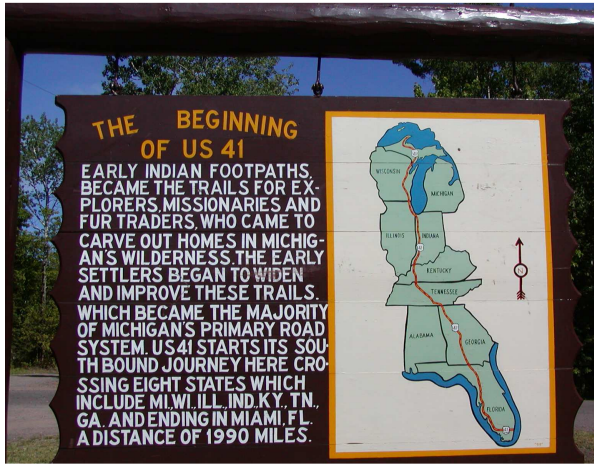 THE BEGINNING
OF US 41
EARLY INDIAN FOOTPATHS,
BECAME THE TRAILS FOR EX-
PLORERS, MISSIONARIES AND
FUR TRADERS, WHO CAME TO
CARVE OUT HOMES IN MICHIG-
AN'S WILDERNESS. THE EARLY
SETTLERS BEGAN TO WIDEN
AND IMPROVE THESE TRAILS.
WHICH BECAME THE MAJORITY
OF MICHIGAN'S PRIMARY ROAD
SYSTEM. US 41 STARTS ITS SOU-
TH BOUND JOURNEY HERE CRO-
SSING EIGHT STATES WHICH
INCLUDE MI., WI., ILL., IND. KY., TN.,
GA. AND ENDING IN MIAMI, FL.
A DISTANCE OF 1990 MILES.
41
WISCONSIN
MICHIGAN
ILLINOIS
INDIANA
41
KENTUCKY
N
TENNESSEE
41
ALABAMA
GEORGIA
FLORIDA
41